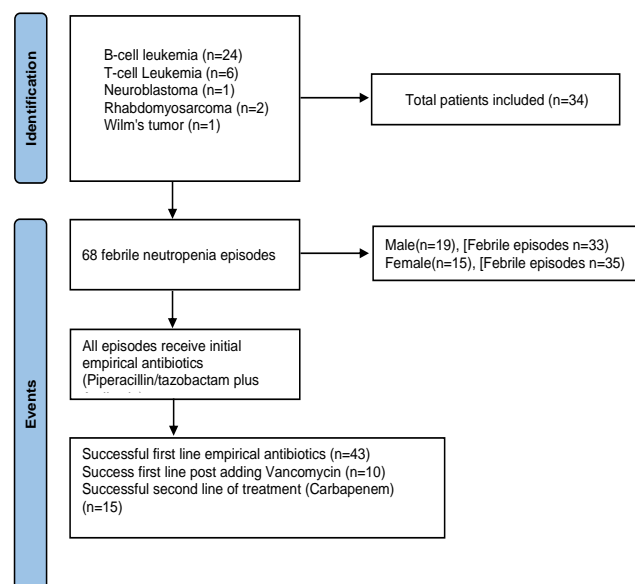 Identification
B-cell leukemia (n=24)
T-cell Leukemia (n=6)
Neuroblastoma (n=1)
Rhabdomyosarcoma (n=2)
Wilm's tumor (n=1)
Total patients included (n=34)
Events
68 febrile neutropenia episodes
Male(n=19), [Febrile episodes n=33)
Female(n=15), [Febrile episodes n=35)
All episodes receive initial
empirical antibiotics
(Piperacillin/tazobactam plus
Successful first line empirical antibiotics (n=43)
Success first line post adding Vancomycin (n=10)
Successful second line of treatment (Carbapenem)
(n=15)